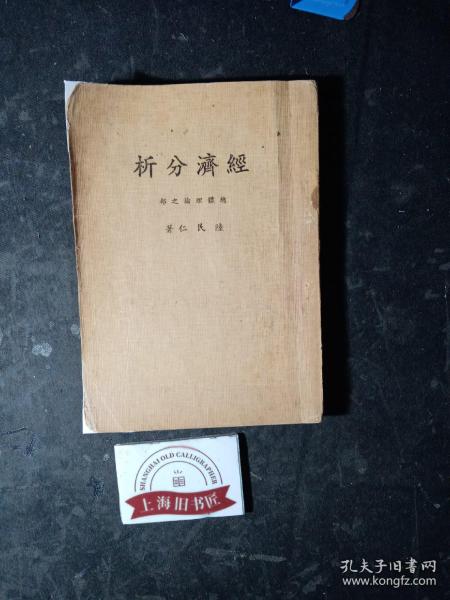 經濟分析
總體理論之部
陸民仁著
SHANGHAI OLD CALLIGRAPHER
上海旧书匠
孔夫子旧书网
www.kongfz.com